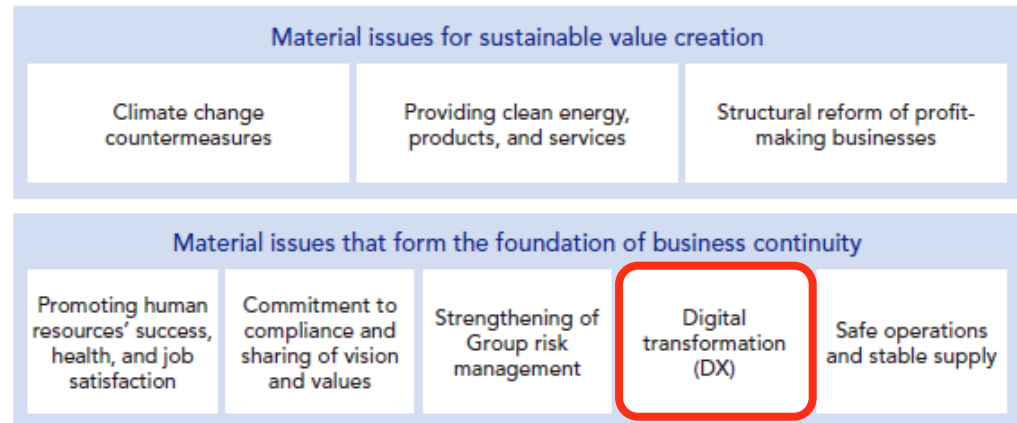 Material issues for sustainable value creation
Climate change
countermeasures
Providing clean energy,
products, and services
Structural reform of profit-
making businesses
Material issues that form the foundation of business continuity
Promoting human
resources’ success,
health, and job
satisfaction
Commitment to
compliance and
sharing of vision
and values
Strengthening of
Group risk
management
Digital
transformation
(DX)
Safe operations
and stable supply